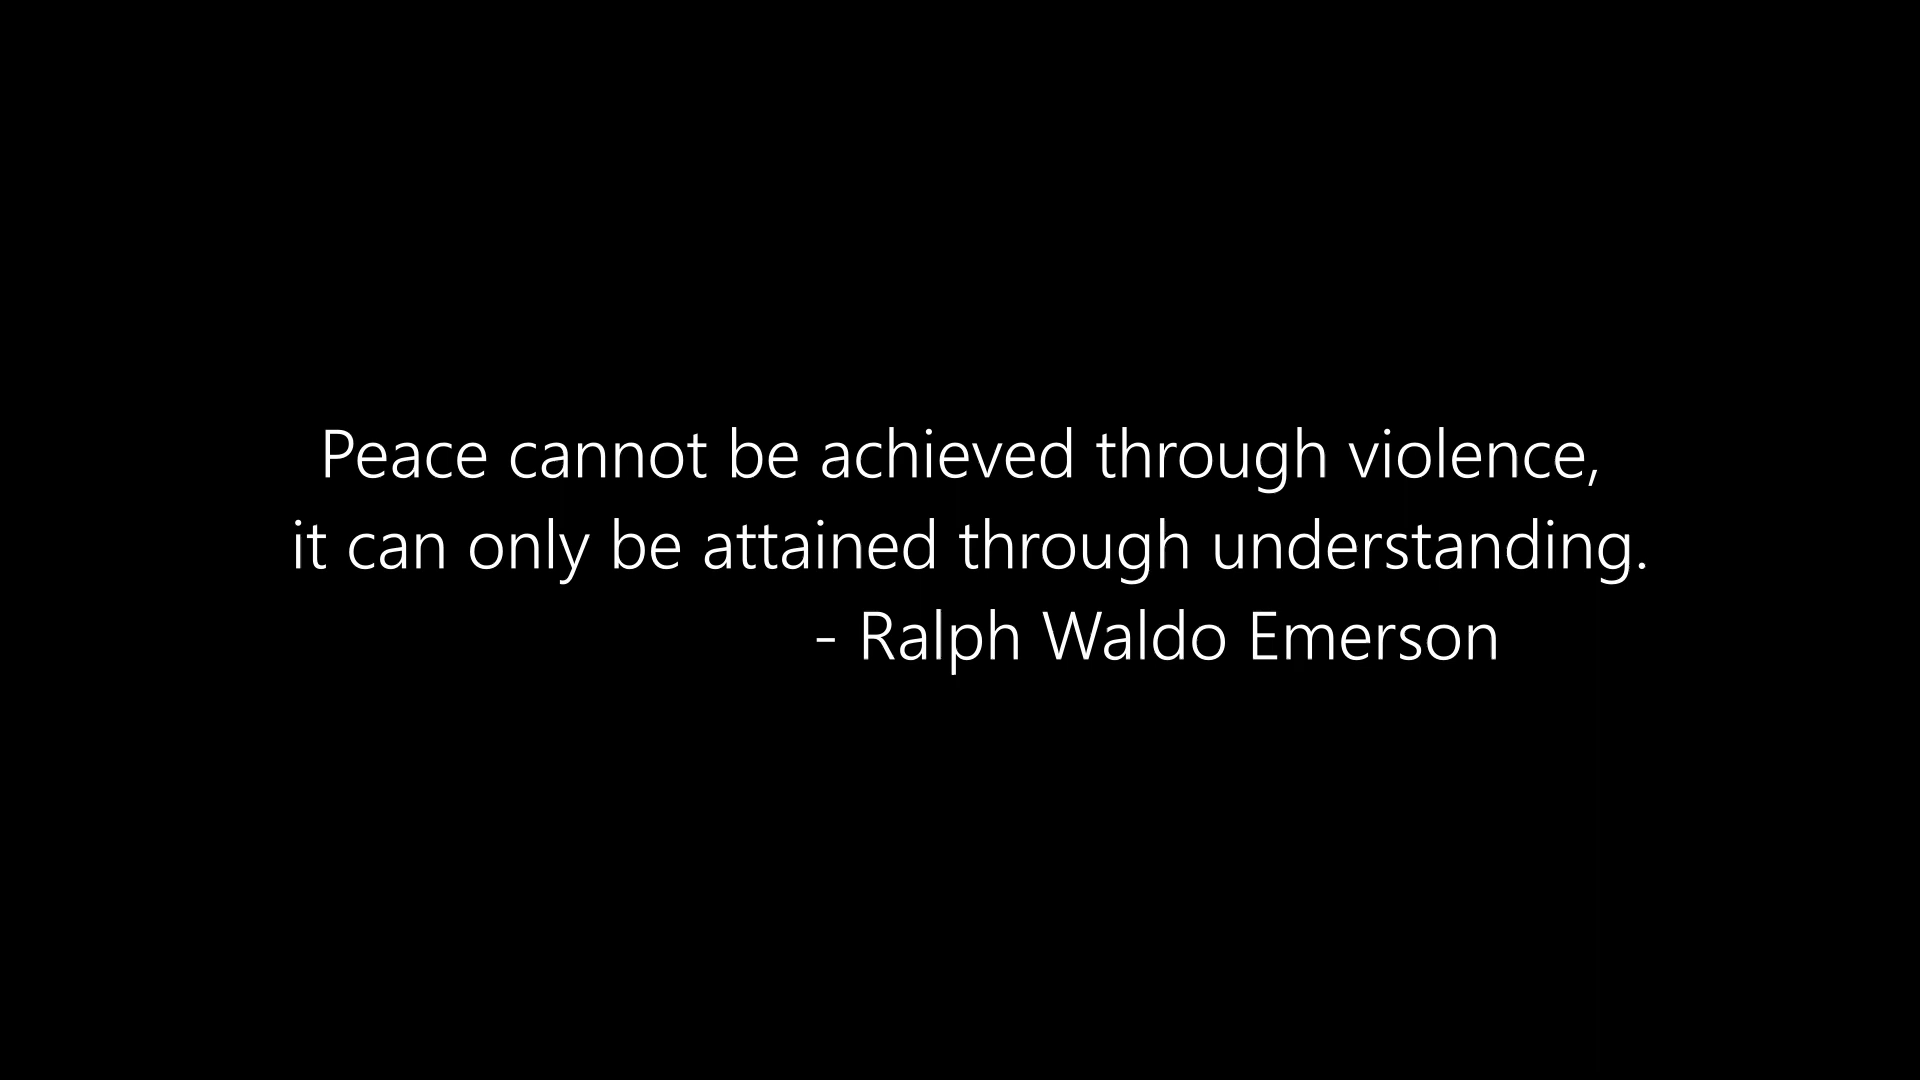 Peace cannot be achieved through violence,
it can only be attained through understanding.
- Ralph Waldo Emerson